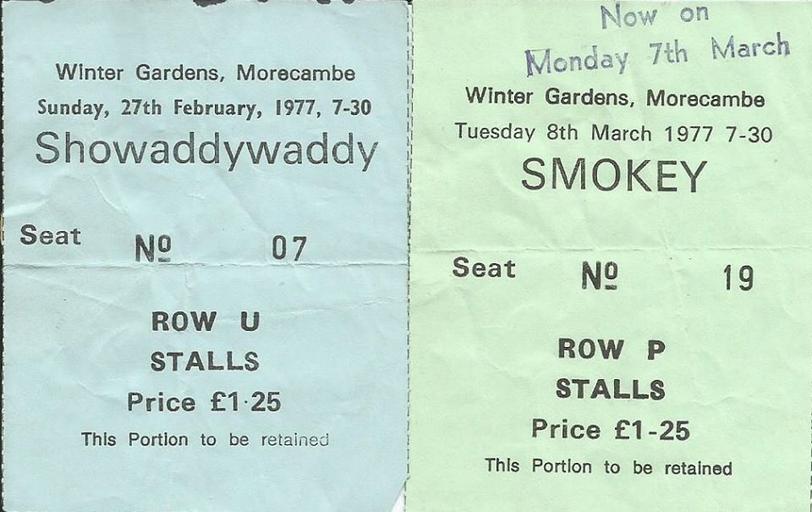 Winter Gardens, Morecambe
Sunday, 27th February, 1977, 7-30
Showaddywaddy
Seat Nº 07
ROW U
STALLS
Price £1·25
This Portion to be retained
Now on
Monday 7th March
Winter Gardens, Morecambe
Tuesday 8th March 1977 7-30
SMOKEY
Seat Nº 19
ROW P
STALLS
Price £1-25
This Portion to be retained